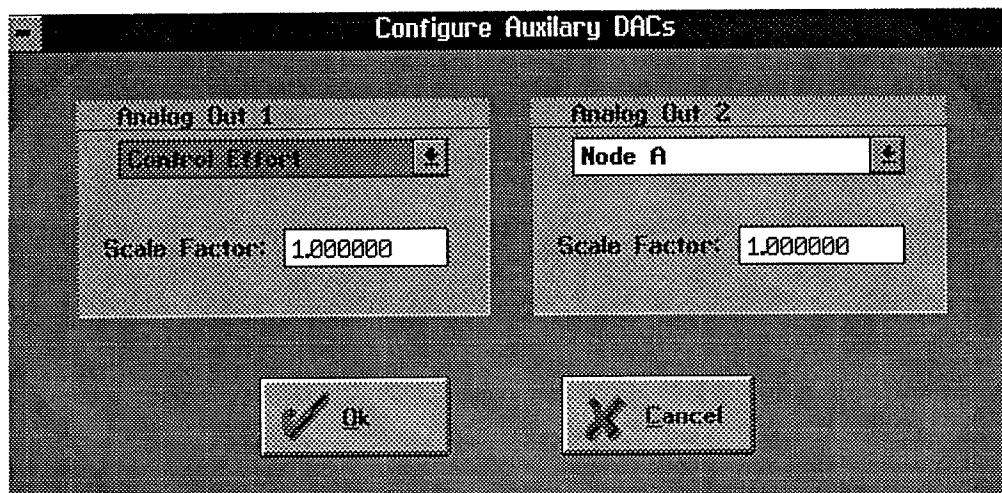 Configure Auxilary DACs
Analog Out 1
Control Effort
Scale Factor: 1.000000
Analog Out 2
Node A
Scale Factor: 1.000000
Ok
Cancel